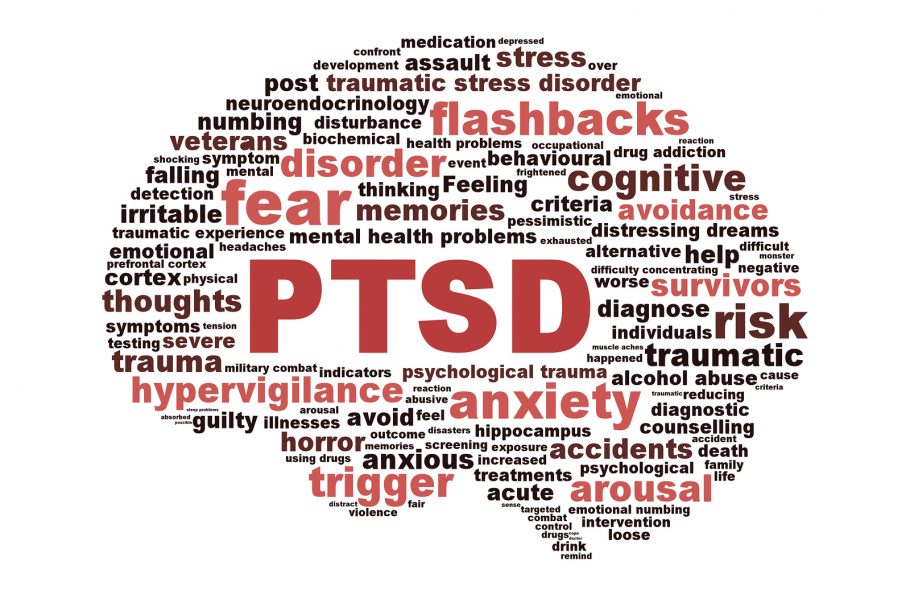 medication depressed
confront
development assault stress over
post traumatic stress disorder
emotional
neuroendocrinology flashbacks
numbing disturbance
veterans biochemical health problems occupational reaction
shocking symptom disorder event behavioural drug addiction
falling mental frightened cognitive
detection fear thinking Feeling stress
irritable memories criteria avoidance
pessimistic
traumatic experience mental health problems exhausted distressing dreams
emotional headaches alternative help difficult
monster
prefrontal cortex PTSD difficulty concentrating negative
cortex physical worse survivors
thoughts diagnose risk
symptoms tension individuals
testing severe muscle aches
trauma military combat indicators psychological trauma happened traumatic
alcohol abuse cause
hypervigilance reaction anxiety traumatic reducing criteria
abusive
sleep problems arousal diagnostic
absorbed guilty illnesses avoid feel counselling
possible
horror outcome disasters hippocampus accident
memories screening exposure accidents death
using drugs anxious increased psychological family
trigger treatments life
acute arousal
distract fair sense targeted emotional numbing
violence combat intervention
control loose
drugs cope
doctor
drink
remind